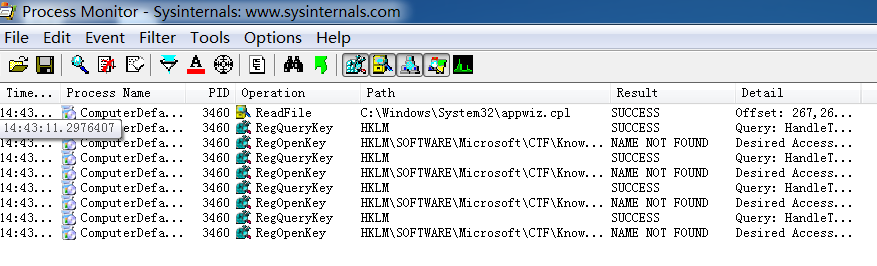 Process Monitor - Sysinternals: www.sysinternals.com
File Edit Event Filter Tools Options Help
Time... Process Name PID Operation Path Result Detail
14:43... ComputerDefa... 3460 ReadFile C:\Windows\System32\appwiz.cpl SUCCESS Offset: 267,26...
14:43:11.2976407 ComputerDefa... 3460 RegQueryKey HKLM SUCCESS Query: HandleT...
14:43... ComputerDefa... 3460 RegOpenKey HKLM\SOFTWARE\Microsoft\CTF\Know... NAME NOT FOUND Desired Access...
14:43... ComputerDefa... 3460 RegQueryKey HKLM SUCCESS Query: HandleT...
14:43... ComputerDefa... 3460 RegOpenKey HKLM\SOFTWARE\Microsoft\CTF\Know... NAME NOT FOUND Desired Access...
14:43... ComputerDefa... 3460 RegQueryKey HKLM SUCCESS Query: HandleT...
14:43... ComputerDefa... 3460 RegOpenKey HKLM\SOFTWARE\Microsoft\CTF\Know... NAME NOT FOUND Desired Access...
14:43... ComputerDefa... 3460 RegQueryKey HKLM SUCCESS Query: HandleT...
14:43... ComputerDefa... 3460 RegOpenKey HKLM\SOFTWARE\Microsoft\CTF\Know... NAME NOT FOUND Desired Access...